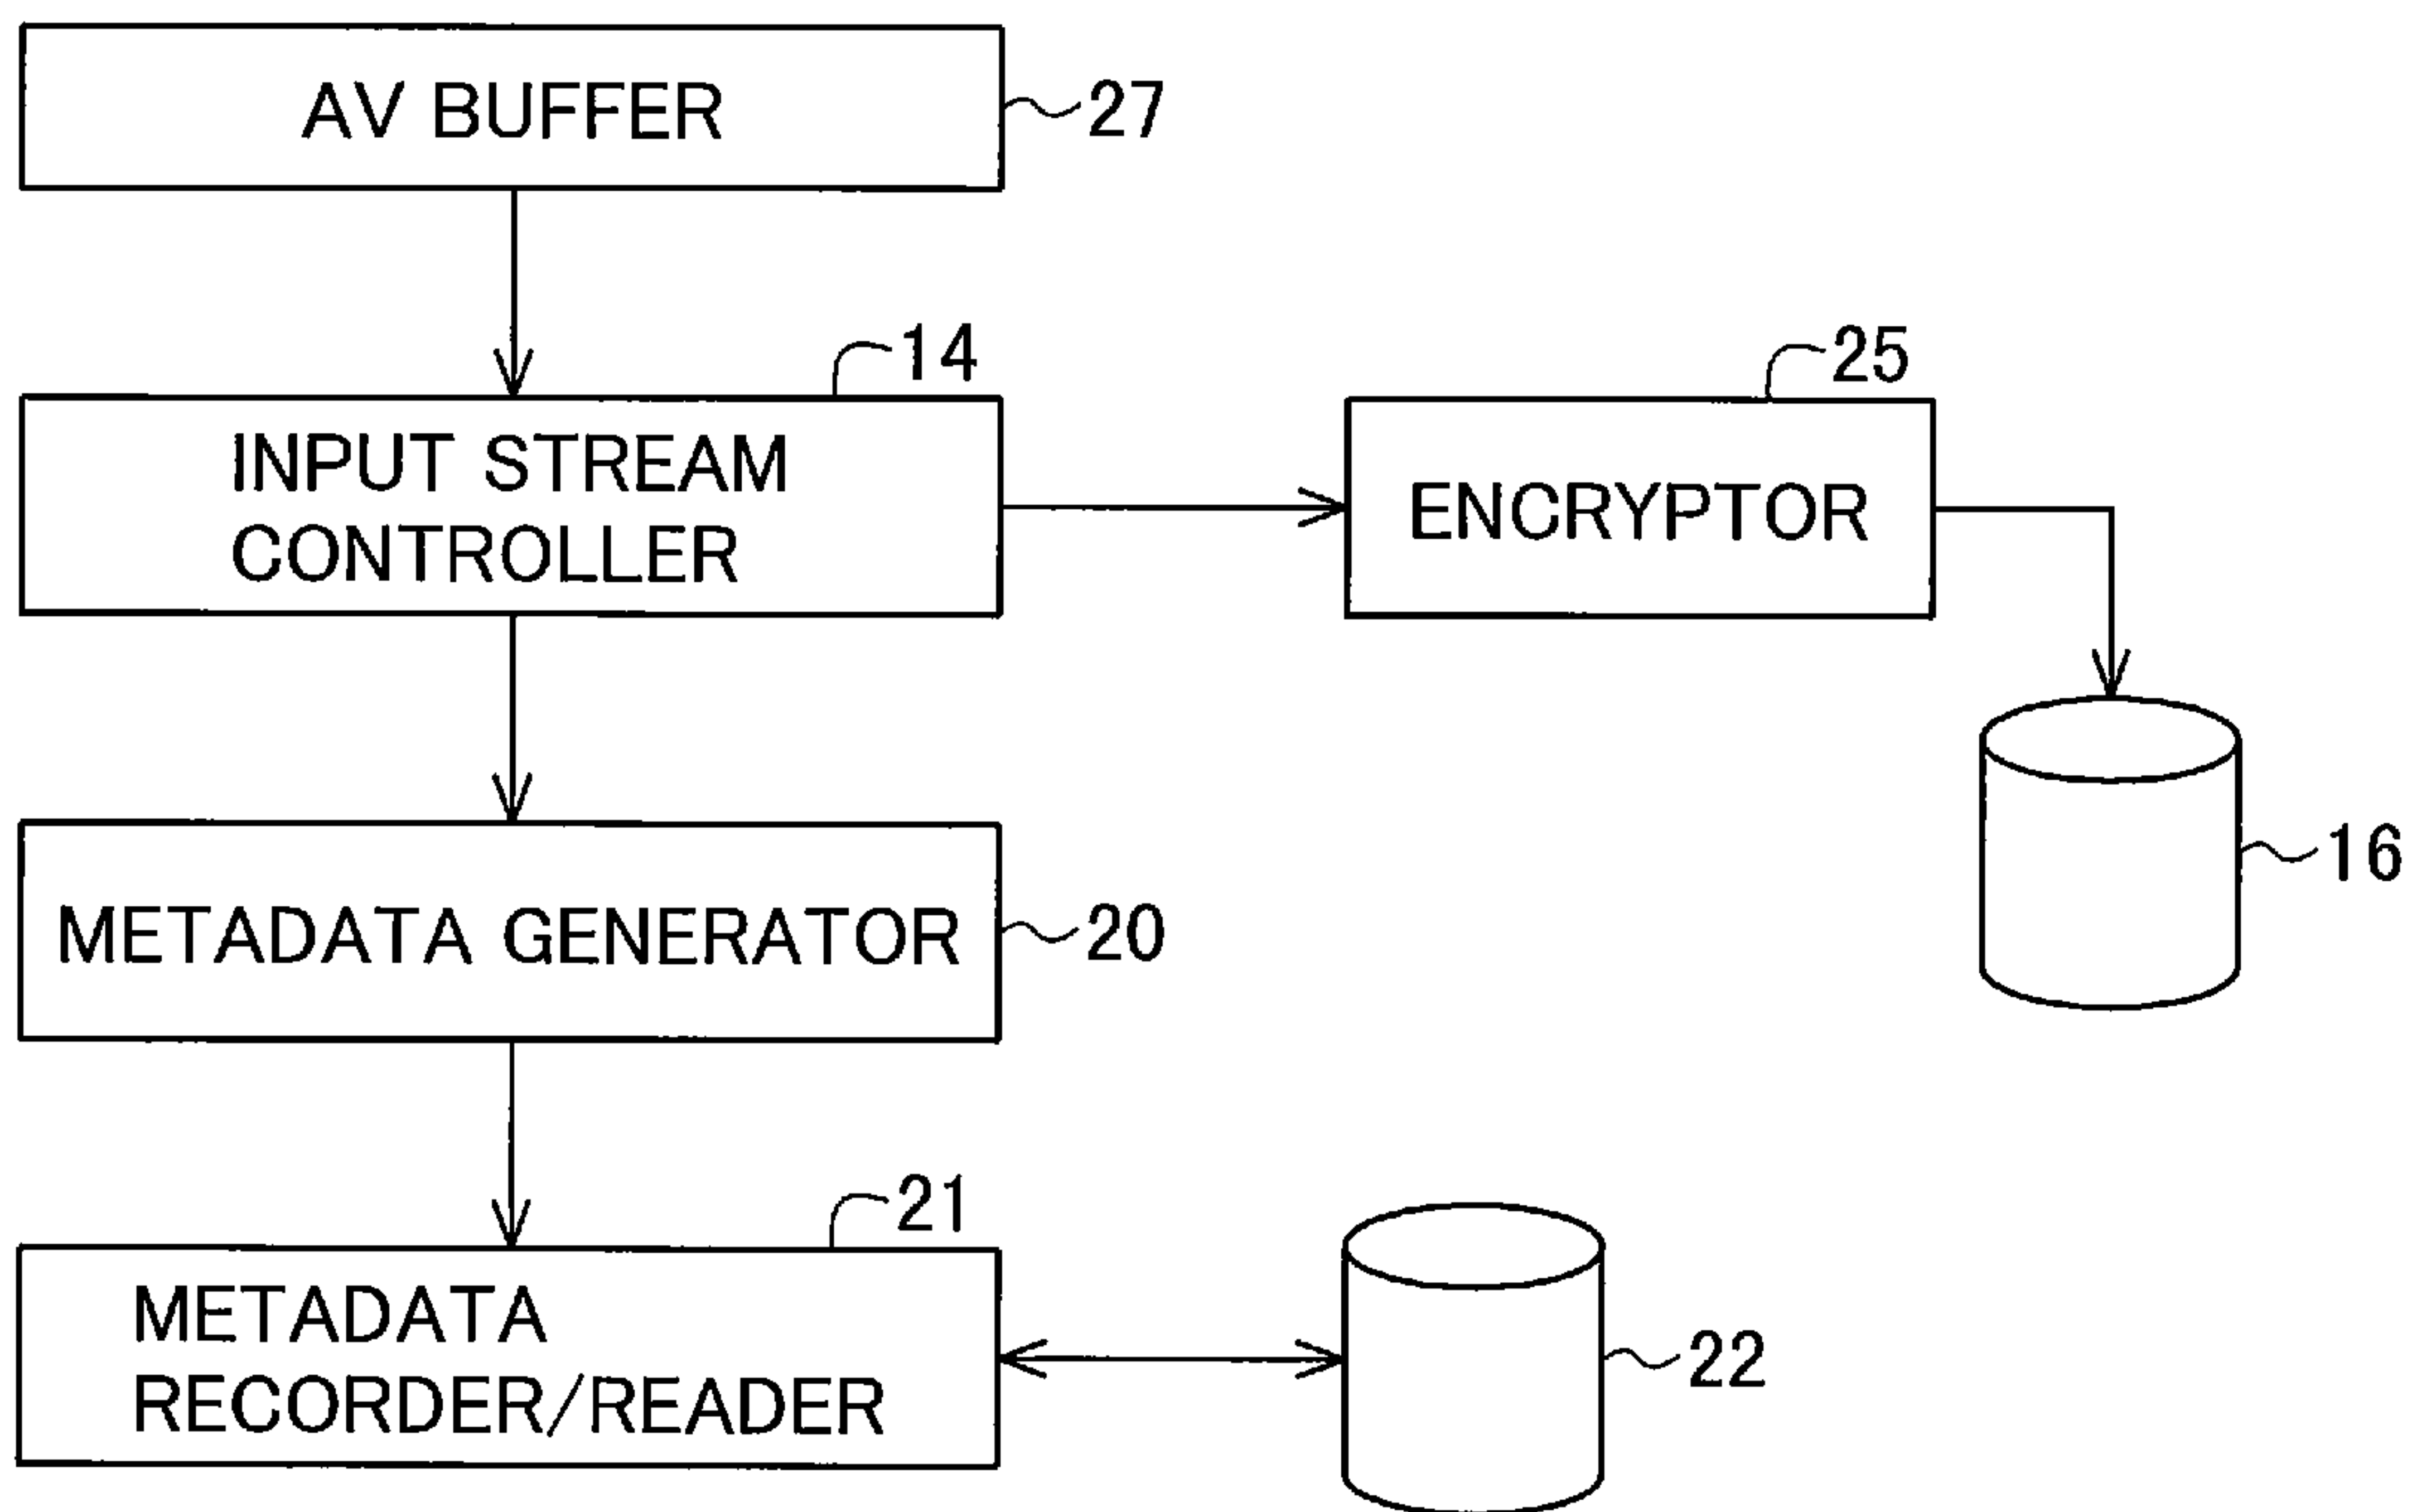 AV BUFFER
27
14
INPUT STREAM
CONTROLLER
25
ENCRYPTOR
16
METADATA GENERATOR
20
21
METADATA
RECORDER/READER
22